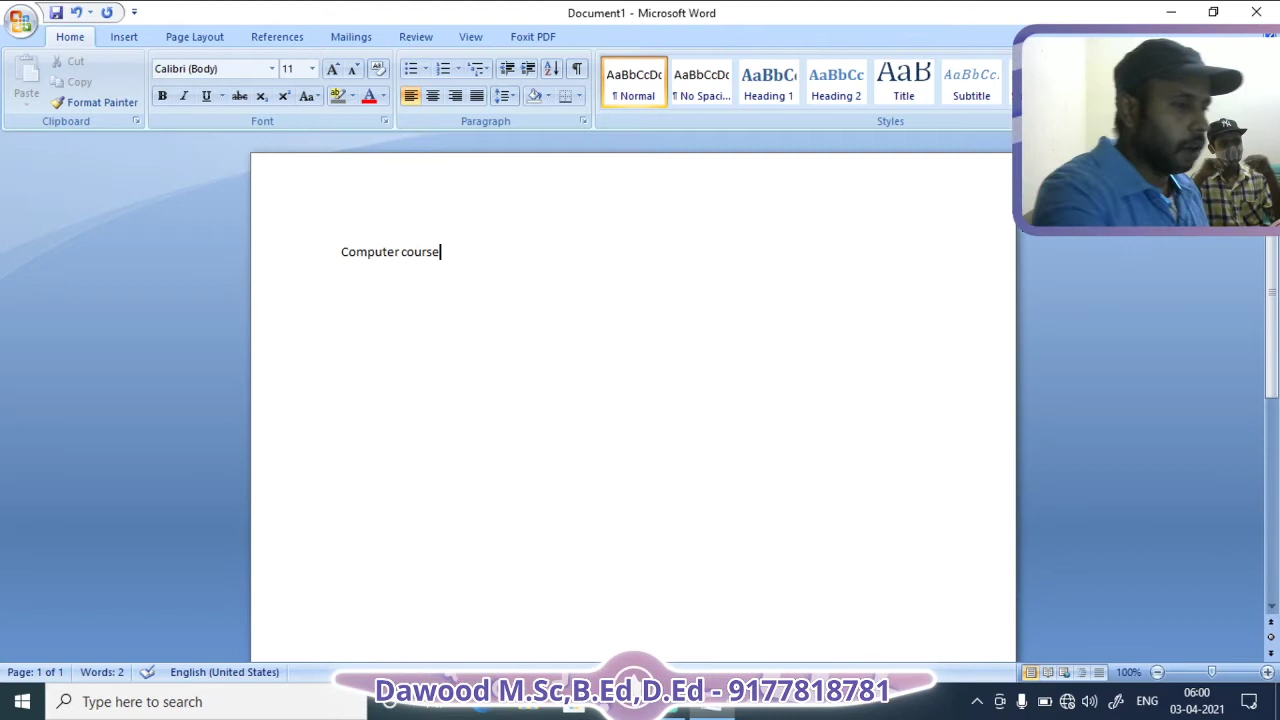 Document1 - Microsoft Word
Home Insert Page Layout References Mailings Review View Foxit PDF
Paste
Cut
Copy
Format Painter
Clipboard
Calibri (Body) 11
Font
Paragraph
AaBbCcDc ¶ Normal
AaBbCcDc ¶ No Spaci...
AaBbCc Heading 1
AaBbCc Heading 2
AaB Title
AaBbCc. Subtitle
Styles
Computer course
Page: 1 of 1 Words: 2 English (United States) 100%
Dawood M.Sc,B.Ed,D.Ed - 9177818781
Type here to search
ENG
06:00
03-04-2021